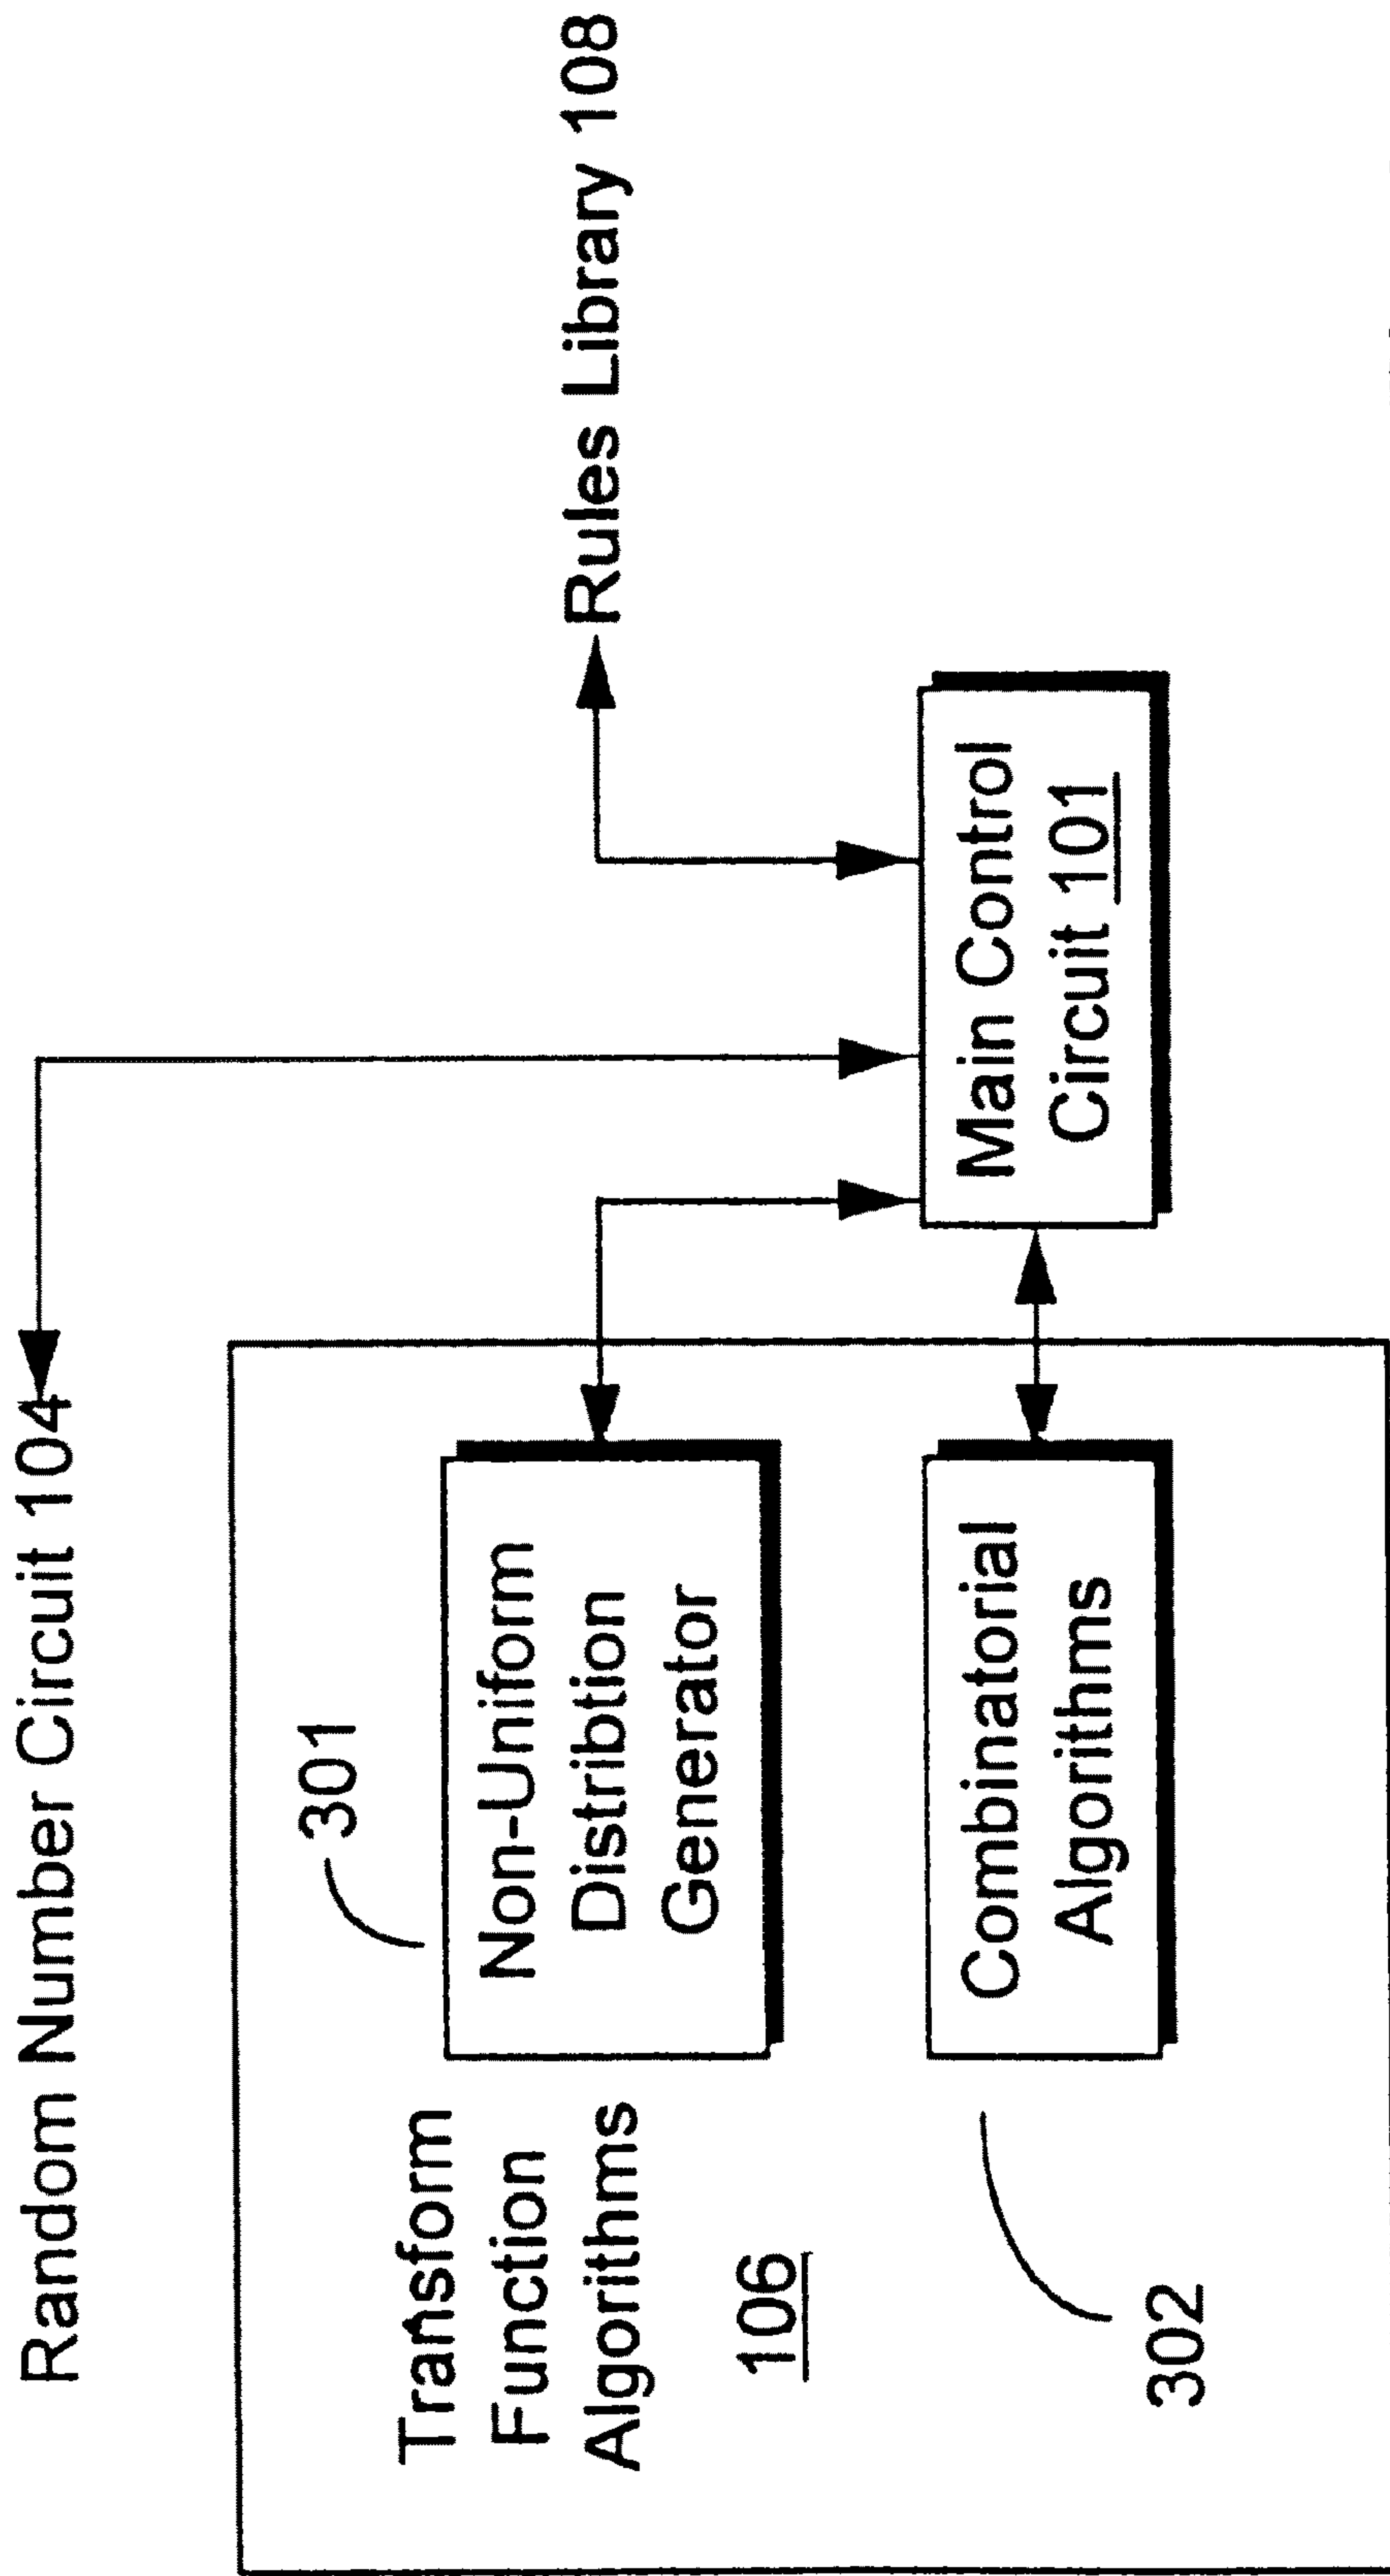 Random Number Circuit 104
Rules Library 108
Transform
Function
Algorithms
106
301
Non-Uniform
Distribtion
Generator
302
Combinatorial
Algorithms
Main Control
Circuit 101